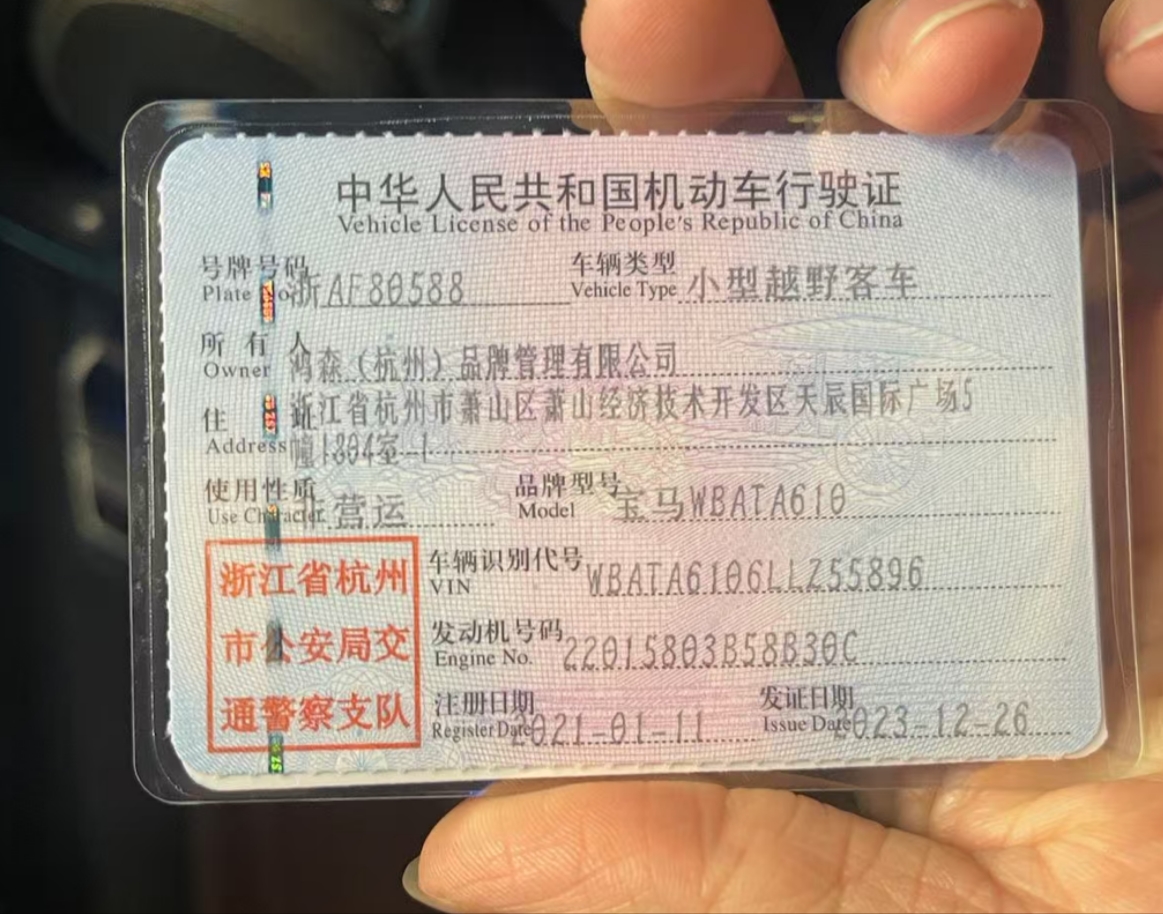 中华人民共和国机动车行驶证
Vehicle License of the People's Republic of China
号牌号码 浙AF80588 车辆类型 小型越野客车
Plate No. Vehicle Type
所有人 鸿森（杭州）品牌管理有限公司
Owner
住址 浙江省杭州市萧山区萧山经济技术开发区天辰国际广场5
Address 幢1804室-1
使用性质 非营运 品牌型号 宝马WBATA610
Use Character Model
浙江省杭州
市公安局交
通警察支队
车辆识别代号 WBATA6106LLZ55896
VIN
发动机号码 22015803B58B30C
Engine No.
注册日期 2021-01-11 发证日期 2023-12-26
Register Date Issue Date